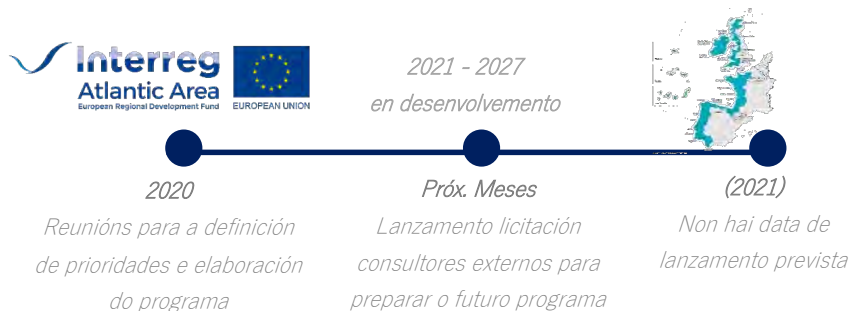 Interreg
Atlantic Area
European Regional Development Fund
EUROPEAN UNION
2021 - 2027
en desenvolvemento
2020
Reunións para a definición
de prioridades e elaboración
do programa
Próx. Meses
Lanzamento licitación
consultores externos para
preparar o futuro programa
(2021)
Non hai data de
lanzamento prevista